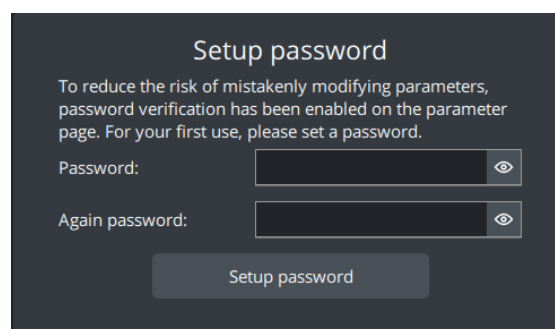 Setup password
To reduce the risk of mistakenly modifying parameters,
password verification has been enabled on the parameter
page. For your first use, please set a password.
Password:
Again password:
Setup password